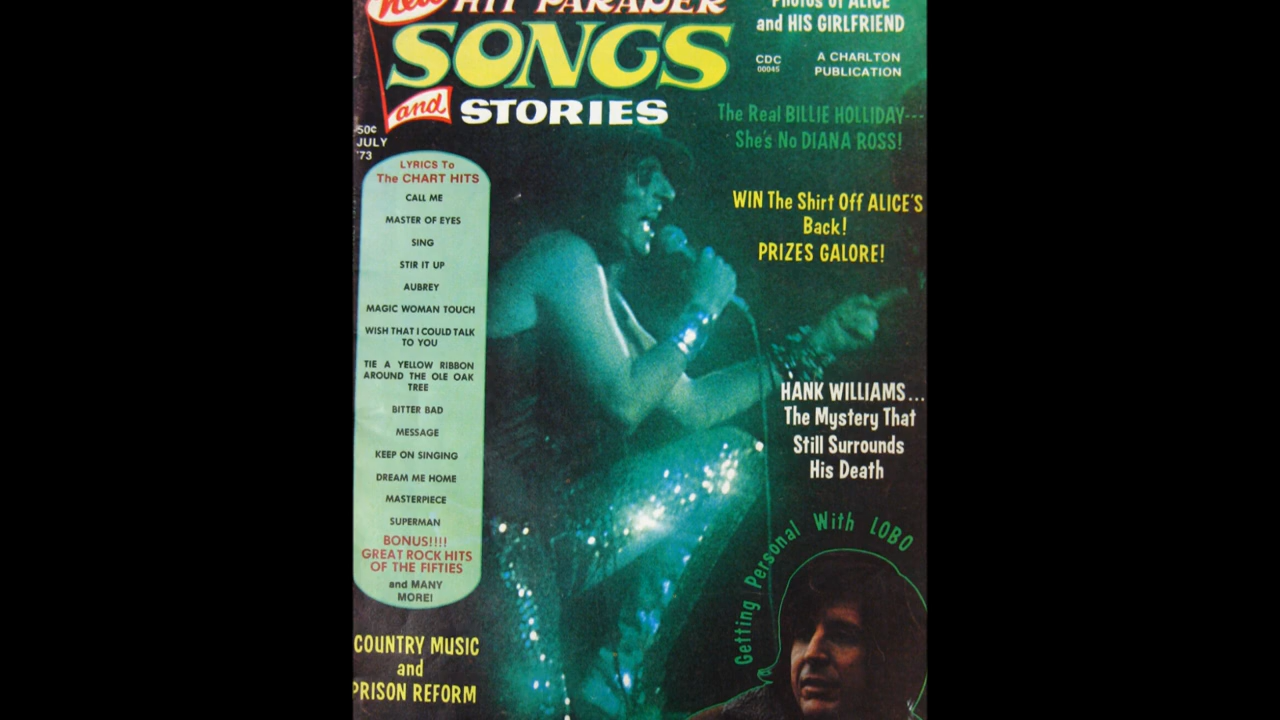 new HIT PARADER
SONGS
and STORIES
Photos of ALICE
and HIS GIRLFRIEND
CDC
00045
A CHARLTON
PUBLICATION
50¢
JULY
'73
The Real BILLIE HOLLIDAY---
She's No DIANA ROSS!
LYRICS To
The CHART HITS
CALL ME
MASTER OF EYES
SING
STIR IT UP
AUBREY
MAGIC WOMAN TOUCH
WISH THAT I COULD TALK
TO YOU
TIE A YELLOW RIBBON
AROUND THE OLE OAK
TREE
BITTER BAD
MESSAGE
KEEP ON SINGING
DREAM ME HOME
MASTERPIECE
SUPERMAN
BONUS!!!!
GREAT ROCK HITS
OF THE FIFTIES
and MANY
MORE!
WIN The Shirt Off ALICE'S
Back!
PRIZES GALORE!
HANK WILLIAMS...
The Mystery That
Still Surrounds
His Death
Getting Personal With LOBO
COUNTRY MUSIC
and
PRISON REFORM